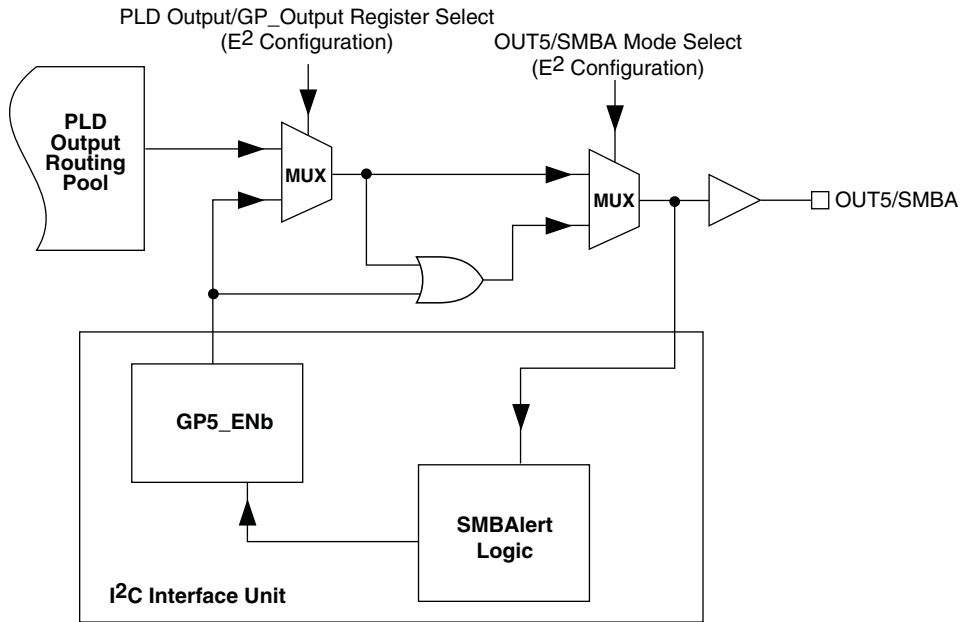 PLD Output/GP_Output Register Select
(E2 Configuration)
OUT5/SMBA Mode Select
(E2 Configuration)
PLD
Output
Routing
Pool
MUX
MUX
OUT5/SMBA
GP5_ENb
SMBAlert
Logic
I2C Interface Unit